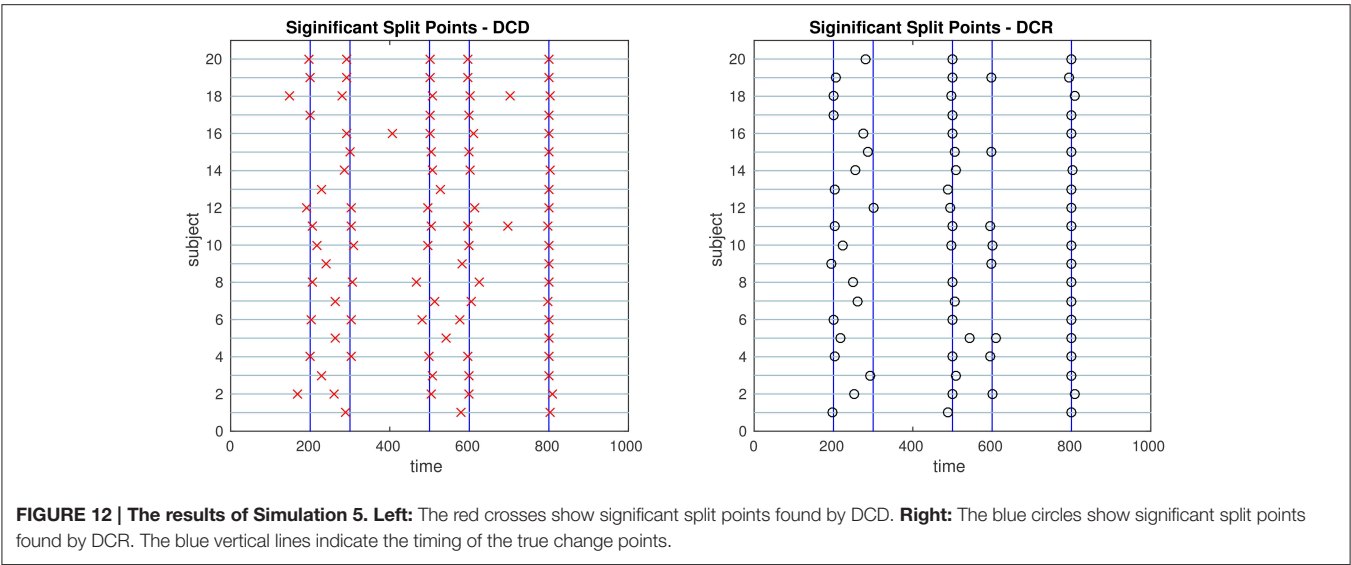 Siginificant Split Points - DCD
20
18
16
14
12
10
8
6
4
2
0
subject
0 200 400 600 800 1000
time
Siginificant Split Points - DCR
20
18
16
14
12
10
8
6
4
2
0
subject
0 200 400 600 800 1000
time
FIGURE 12 | The results of Simulation 5. Left: The red crosses show significant split points found by DCD. Right: The blue circles show significant split points
found by DCR. The blue vertical lines indicate the timing of the true change points.